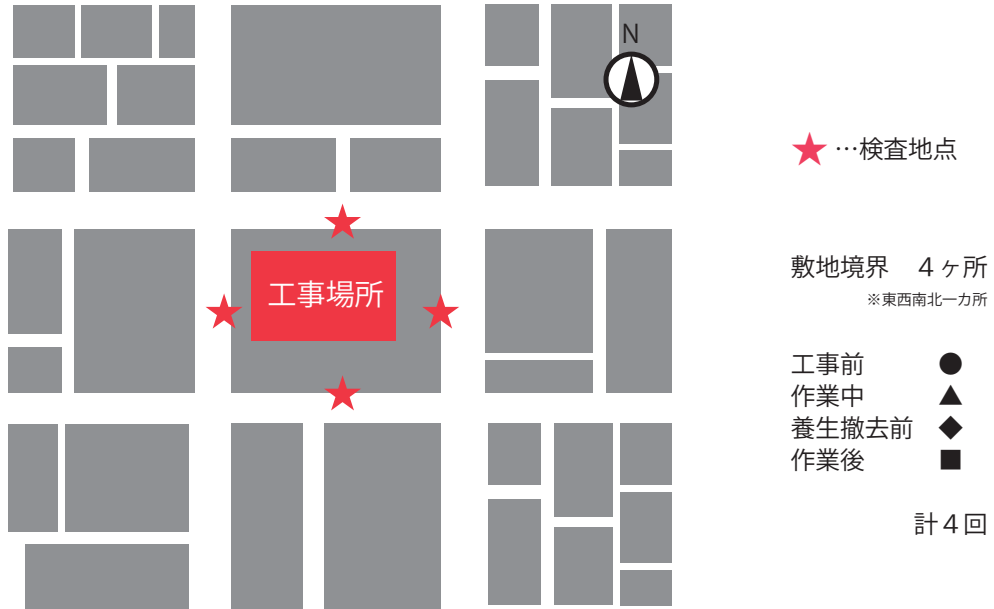 N
★…検査地点
工事場所
敷地境界　４ヶ所
※東西南北一カ所
工事前　●
作業中　▲
養生撤去前　◆
作業後　■
計４回